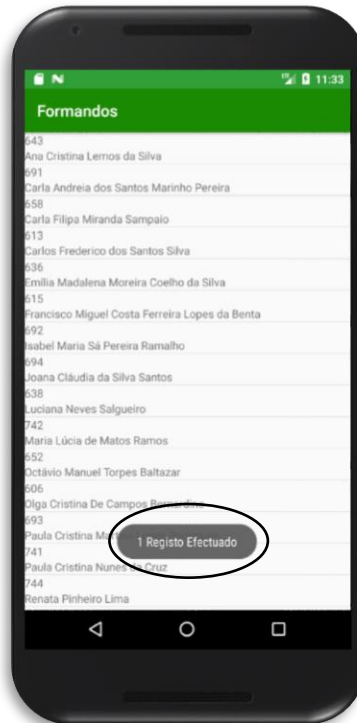 11:33
Formandos
643
Ana Cristina Lemos da Silva
691
Carla Andreia dos Santos Marinho Pereira
658
Carla Filipa Miranda Sampaio
613
Carlos Frederico dos Santos Silva
636
Emília Madalena Moreira Coelho da Silva
615
Francisco Miguel Costa Ferreira Lopes da Benta
692
Isabel Maria Sá Pereira Ramalho
694
Joana Cláudia da Silva Santos
638
Luciana Neves Salgueiro
742
Maria Lúcia de Matos Ramos
652
Octávio Manuel Torpes Baltazar
606
Olga Cristina De Campos Bernardino
693
Paula Cristina
1 Registo Efectuado
741
Paula Cristina Nunes da Cruz
744
Renata Pinheiro Lima